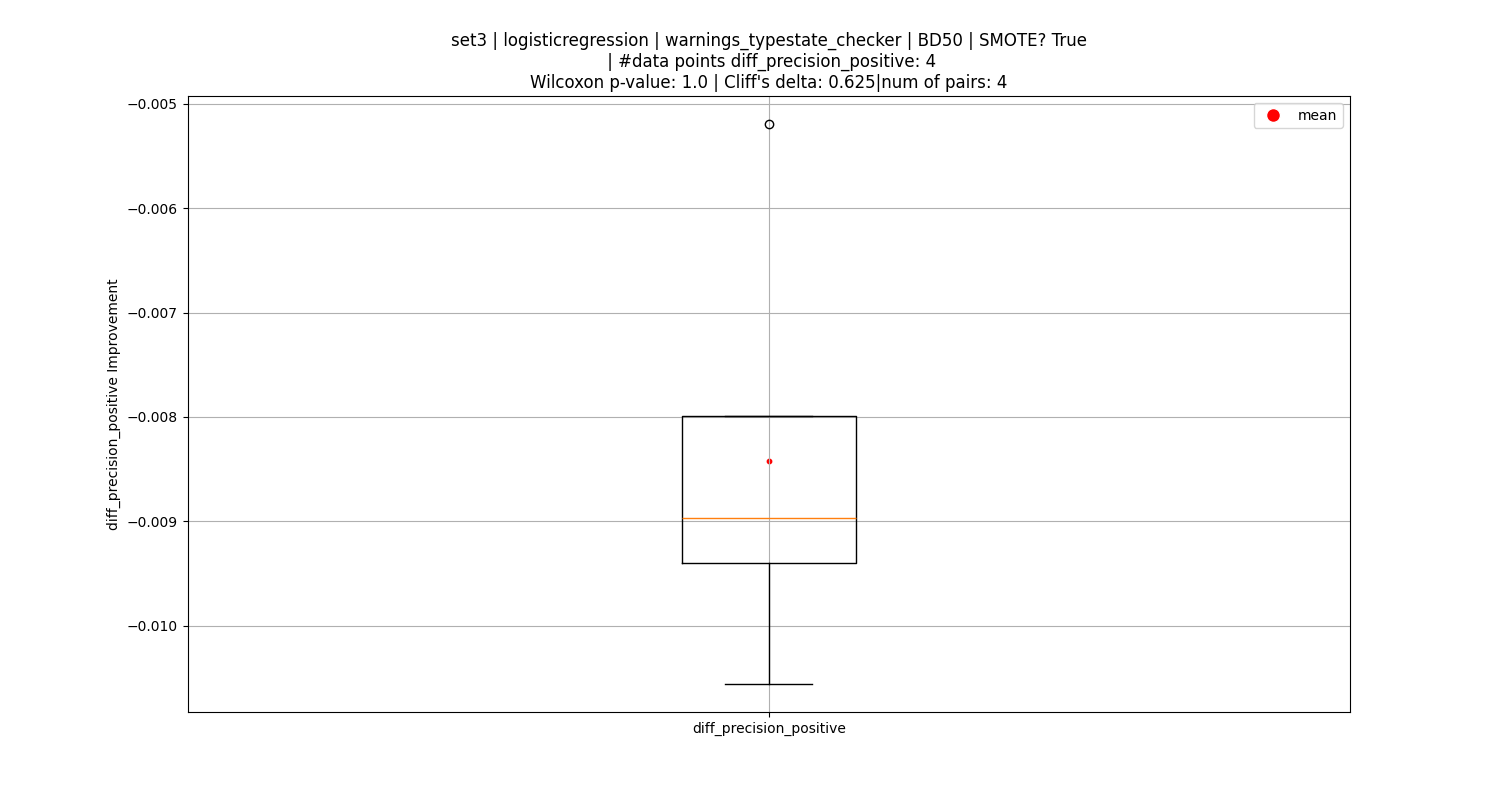 set3 | logisticregression | warnings_typestate_checker | BD50 | SMOTE? True
| #data points diff_precision_positive: 4
Wilcoxon p-value: 1.0 | Cliff's delta: 0.625|num of pairs: 4
mean
−0.005
−0.006
−0.007
−0.008
−0.009
−0.010
diff_precision_positive Improvement
diff_precision_positive